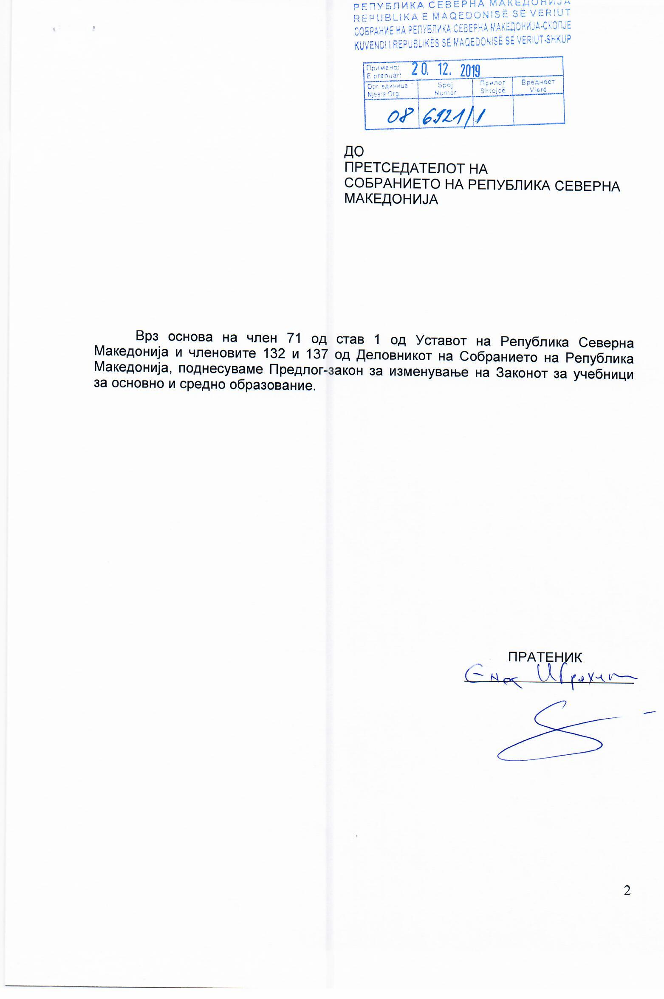 РЕПУБЛИКА СЕВЕРНА МАКЕДОНИЈА
REPUBLIKA E MAQEDONISË SË VERIUT
СОБРАНИЕ НА РЕПУБЛИКА СЕВЕРНА МАКЕДОНИЈА-СКОПЈЕ
KUVENDI I REPUBLIKËS SË MAQEDONISË SË VERIUT-SHKUP
Примено: 20. 12. 2019
E pranuar:
Орг. единица Број Прилог Вредност
Njësia Org. Numër Shtojcë Vlerë
08 6921/1
ДО
ПРЕТСЕДАТЕЛОТ НА
СОБРАНИЕТО НА РЕПУБЛИКА СЕВЕРНА
МАКЕДОНИЈА
Врз основа на член 71 од став 1 од Уставот на Република Северна
Македонија и членовите 132 и 137 од Деловникот на Собранието на Република
Македонија, поднесуваме Предлог-закон за изменување на Законот за учебници
за основно и средно образование.
ПРАТЕНИК
2